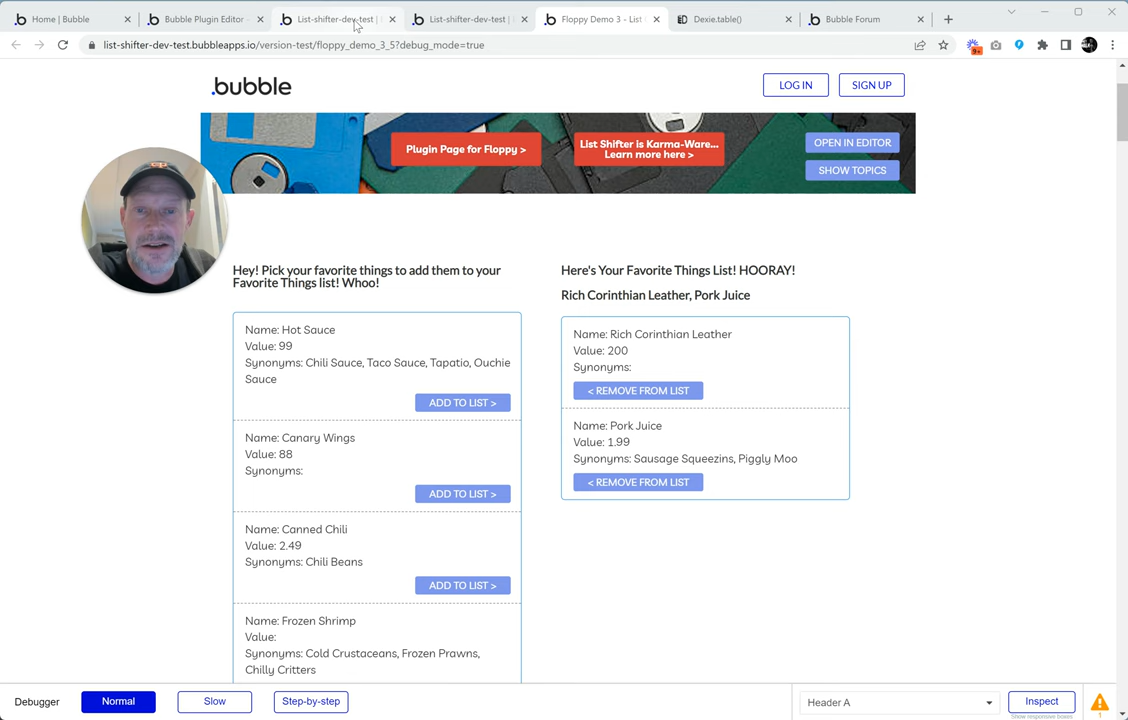 Home | Bubble
Bubble Plugin Editor
List-shifter-dev-test |
List-shifter-dev-test |
Floppy Demo 3 - List
Dexie.table()
Bubble Forum
list-shifter-dev-test.bubbleapps.io/version-test/floppy_demo_3_5?debug_mode=true
9+
.bubble
LOG IN
SIGN UP
Plugin Page for Floppy >
List Shifter is Karma-Ware...
Learn more here >
OPEN IN EDITOR
SHOW TOPICS
Hey! Pick your favorite things to add them to your
Favorite Things list! Whoo!
Name: Hot Sauce
Value: 99
Synonyms: Chili Sauce, Taco Sauce, Tapatio, Ouchie
Sauce
ADD TO LIST >
Name: Canary Wings
Value: 88
Synonyms:
ADD TO LIST >
Name: Canned Chili
Value: 2.49
Synonyms: Chili Beans
ADD TO LIST >
Name: Frozen Shrimp
Value:
Synonyms: Cold Crustaceans, Frozen Prawns,
Chilly Critters
Here's Your Favorite Things List! HOORAY!
Rich Corinthian Leather, Pork Juice
Name: Rich Corinthian Leather
Value: 200
Synonyms:
< REMOVE FROM LIST
Name: Pork Juice
Value: 1.99
Synonyms: Sausage Squeezins, Piggly Moo
< REMOVE FROM LIST
Debugger
Normal
Slow
Step-by-step
Header A
Inspect
Show responsive boxes
1